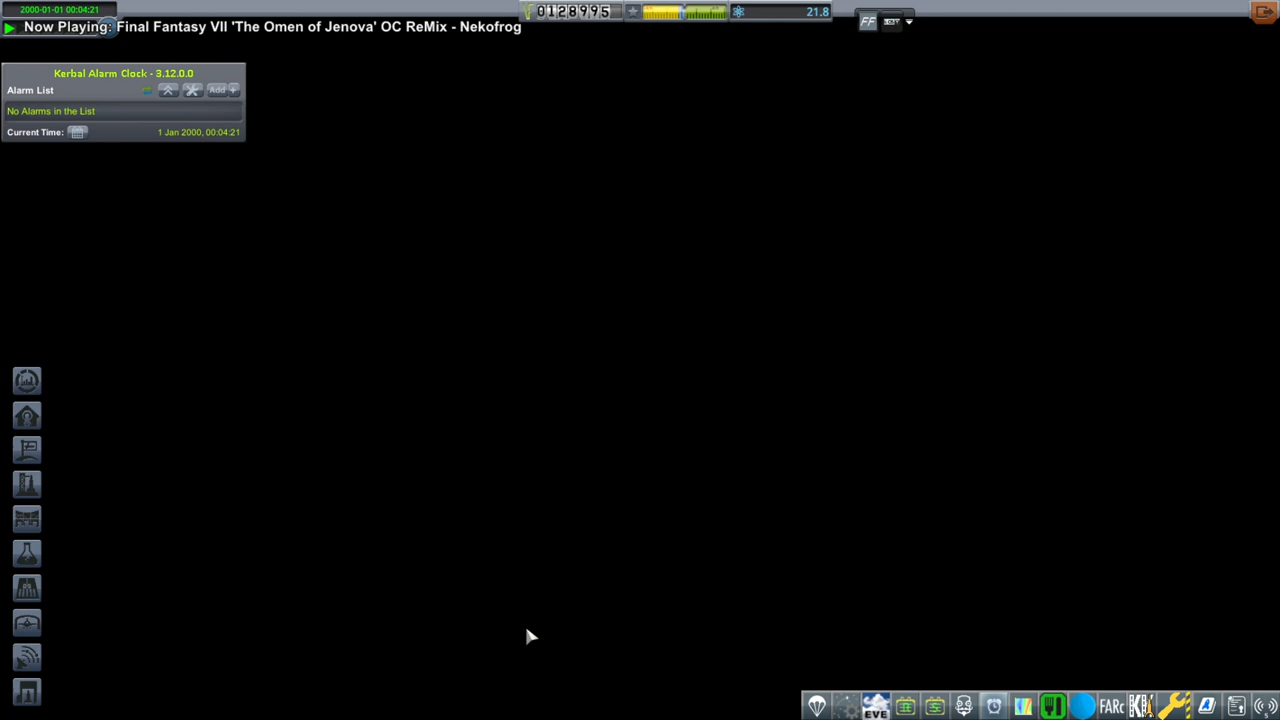 2000-01-01 00:04:21
0128995
21.8
FF
Now Playing: Final Fantasy VII 'The Omen of Jenova' OC ReMix - Nekofrog
Kerbal Alarm Clock - 3.12.0.0
Alarm List
Add +
No Alarms in the List
Current Time:
1 Jan 2000, 00:04:21
EVE
FARc